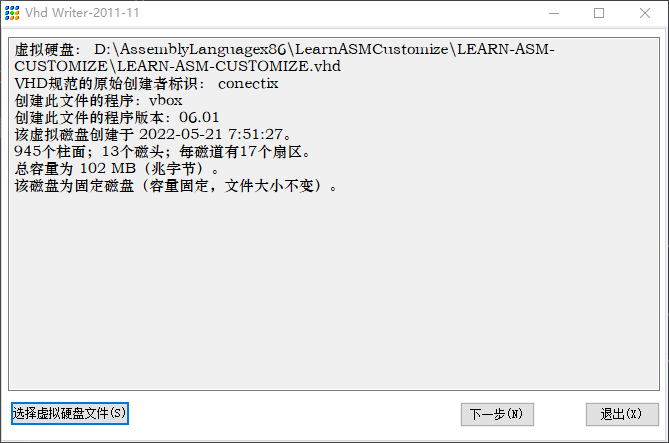 Vhd Writer-2011-11
虚拟硬盘： D:\AssemblyLanguagex86\LearnASMCustomize\LEARN-ASM-
CUSTOMIZE\LEARN-ASM-CUSTOMIZE.vhd
VHD规范的原始创建者标识： conectix
创建此文件的程序：vbox
创建此文件的程序版本：06.01
该虚拟磁盘创建于 2022-05-21 7:51:27。
945个柱面；13个磁头；每磁道有17个扇区。
总容量为 102 MB（兆字节）。
该磁盘为固定磁盘（容量固定，文件大小不变）。
选择虚拟硬盘文件(S) 下一步(N) 退出(X)